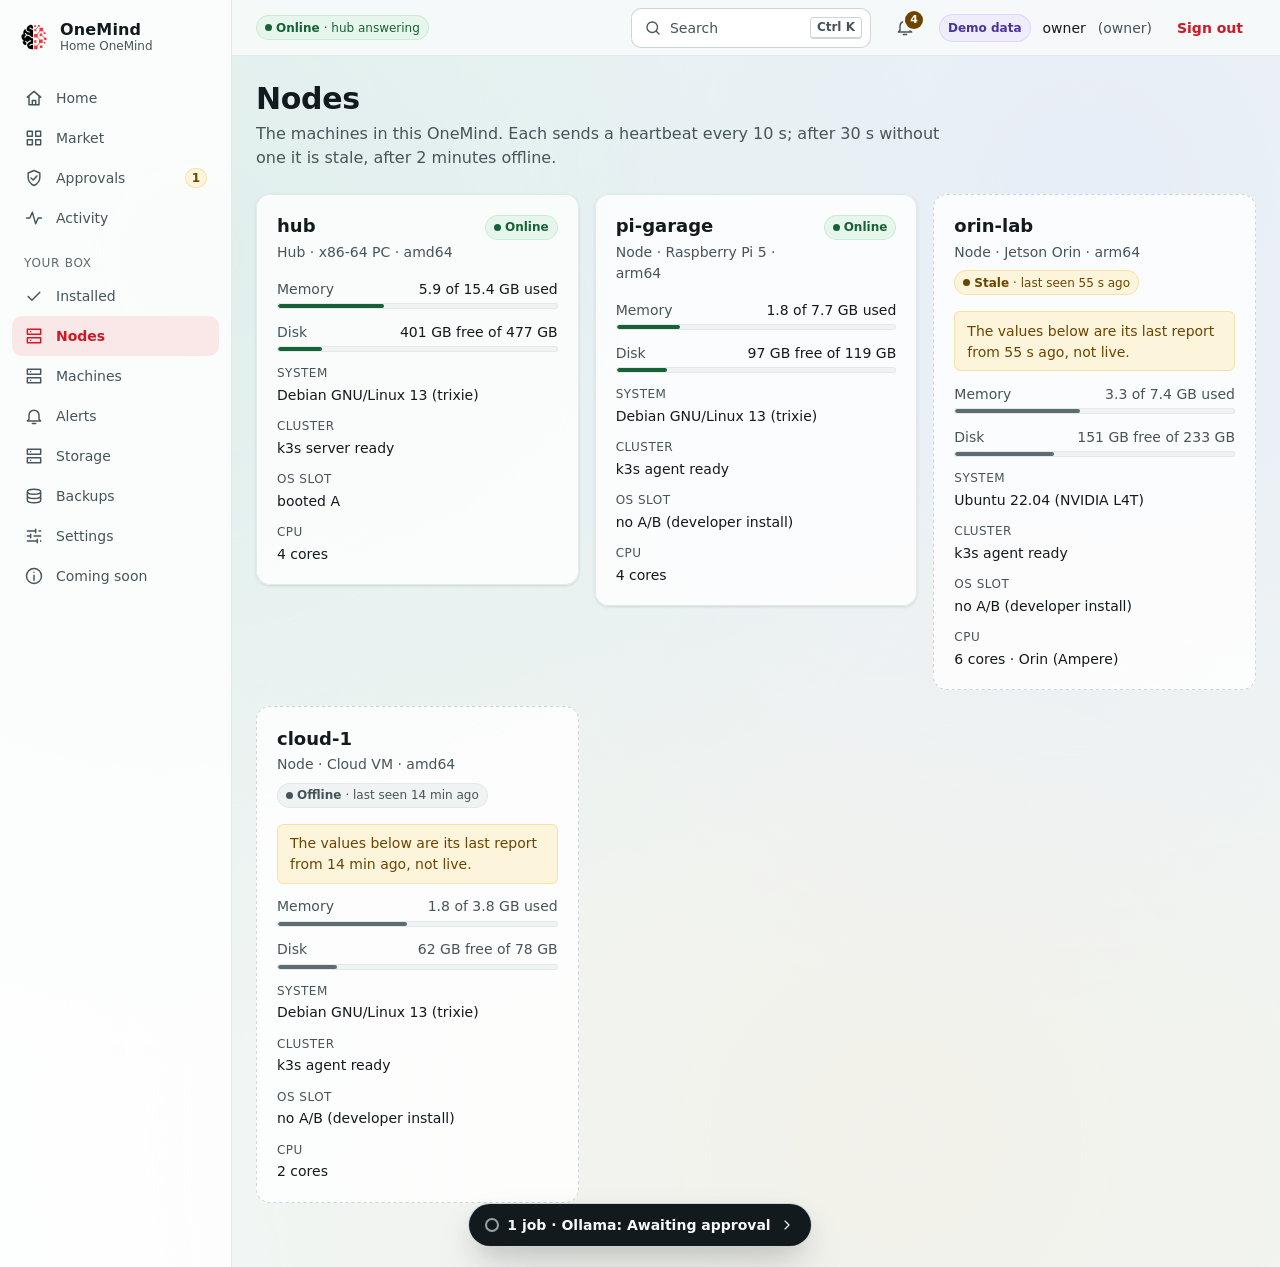 OneMind
Home OneMind
Home
Market
Approvals 1
Activity
YOUR BOX
Installed
Nodes
Machines
Alerts
Storage
Backups
Settings
Coming soon
Online · hub answering
Search Ctrl K
4
Demo data
owner (owner)
Sign out
Nodes
The machines in this OneMind. Each sends a heartbeat every 10 s; after 30 s without
one it is stale, after 2 minutes offline.
hub
Online
Hub · x86-64 PC · amd64
Memory 5.9 of 15.4 GB used
Disk 401 GB free of 477 GB
SYSTEM
Debian GNU/Linux 13 (trixie)
CLUSTER
k3s server ready
OS SLOT
booted A
CPU
4 cores
pi-garage
Online
Node · Raspberry Pi 5 ·
arm64
Memory 1.8 of 7.7 GB used
Disk 97 GB free of 119 GB
SYSTEM
Debian GNU/Linux 13 (trixie)
CLUSTER
k3s agent ready
OS SLOT
no A/B (developer install)
CPU
4 cores
orin-lab
Node · Jetson Orin · arm64
Stale · last seen 55 s ago
The values below are its last report
from 55 s ago, not live.
Memory 3.3 of 7.4 GB used
Disk 151 GB free of 233 GB
SYSTEM
Ubuntu 22.04 (NVIDIA L4T)
CLUSTER
k3s agent ready
OS SLOT
no A/B (developer install)
CPU
6 cores · Orin (Ampere)
cloud-1
Node · Cloud VM · amd64
Offline · last seen 14 min ago
The values below are its last report
from 14 min ago, not live.
Memory 1.8 of 3.8 GB used
Disk 62 GB free of 78 GB
SYSTEM
Debian GNU/Linux 13 (trixie)
CLUSTER
k3s agent ready
OS SLOT
no A/B (developer install)
CPU
2 cores
1 job · Ollama: Awaiting approval